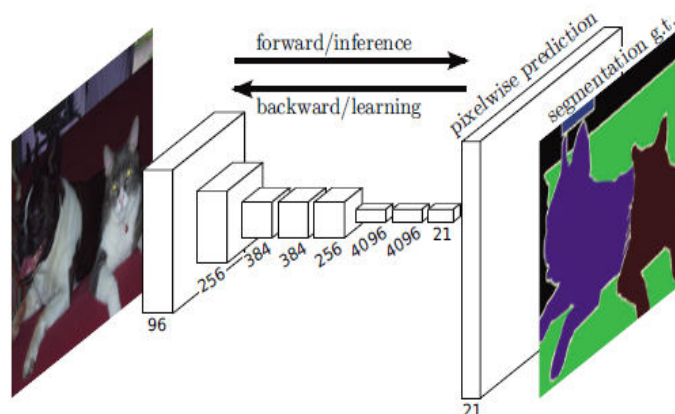 forward/inference
backward/learning
pixelwise prediction
segmentation g.t.
96
256
384
384
256
4096
4096
21
21